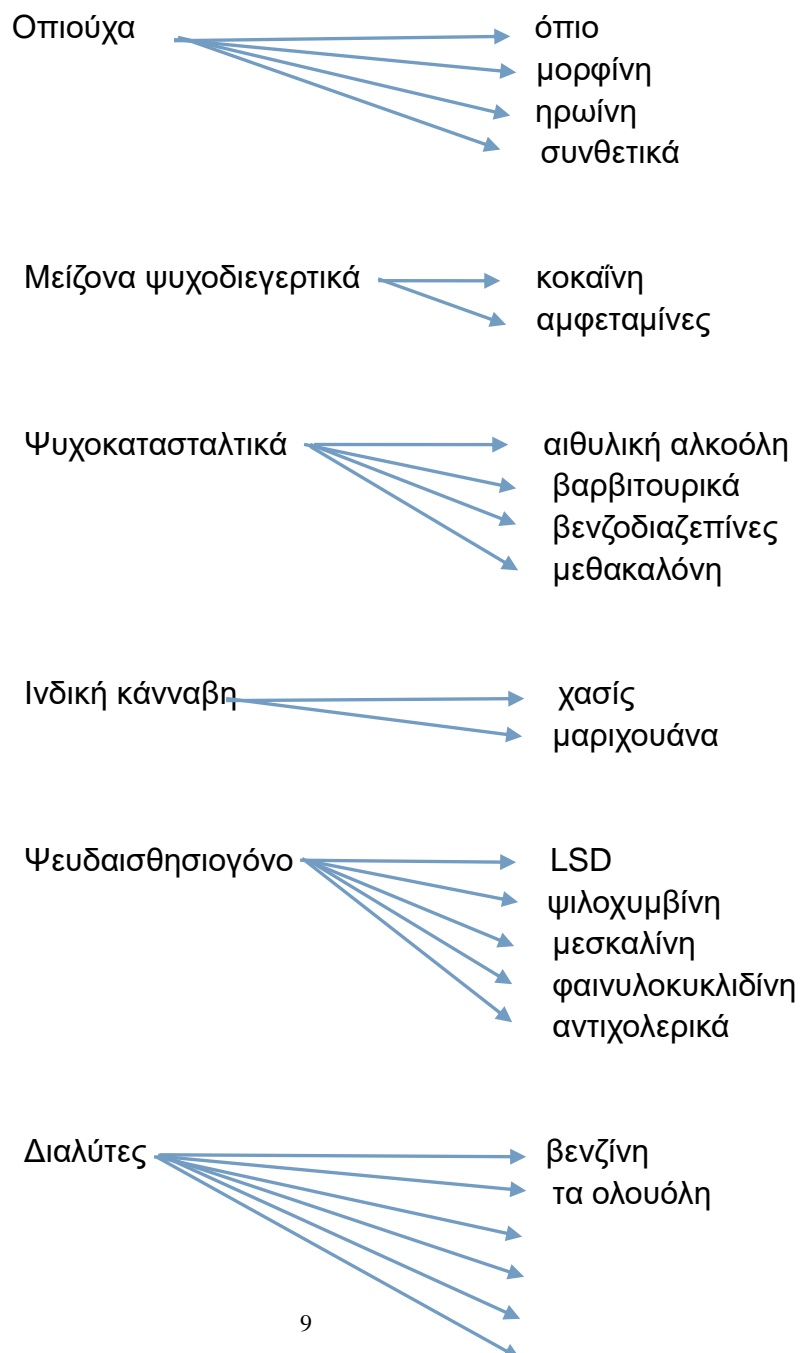 Οπιούχα όπιο
μορφίνη
ηρωίνη
συνθετικά
Μείζονα ψυχοδιεγερτικά κοκαΐνη
αμφεταμίνες
Ψυχοκατασταλτικά αιθυλική αλκοόλη
βαρβιτουρικά
βενζοδιαζεπίνες
μεθακαλόνη
Ινδική κάνναβη χασίς
μαριχουάνα
Ψευδαισθησιογόνο LSD
ψιλοχυμβίνη
μεσκαλίνη
φαινυλοκυκλιδίνη
αντιχολερικά
Διαλύτες βενζίνη
τα ολουόλη
9